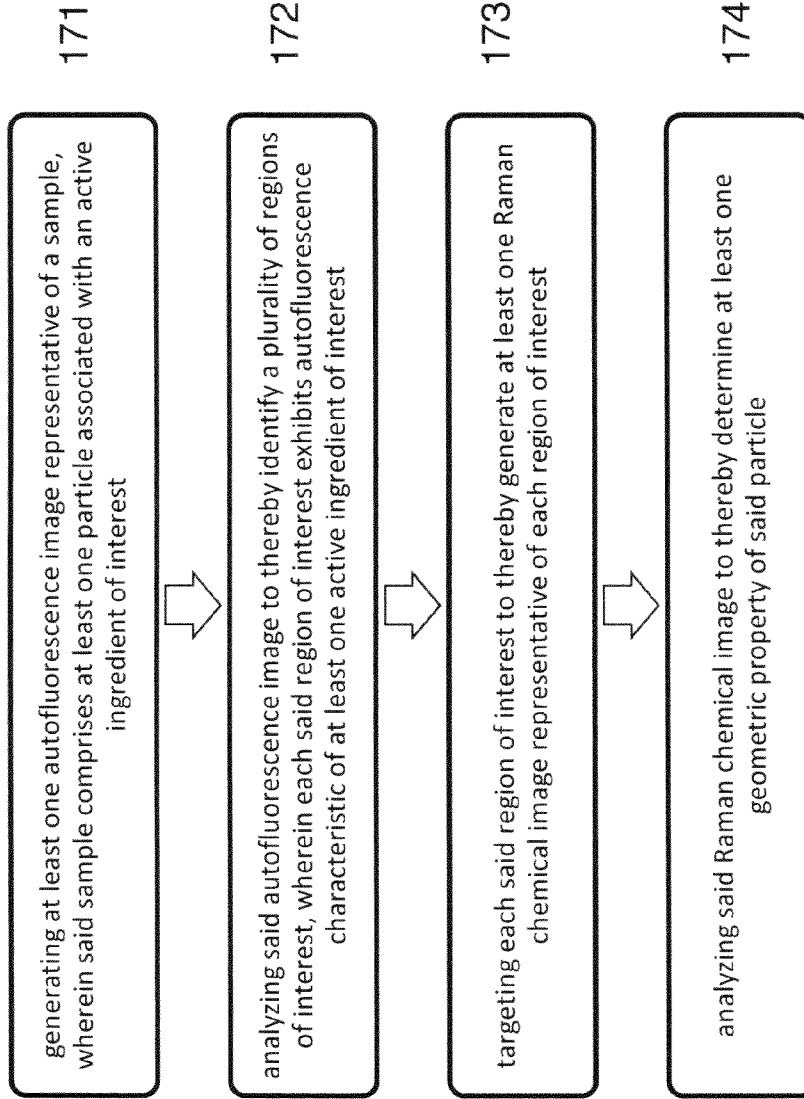 generating at least one autofluorescence image representative of a sample,
wherein said sample comprises at least one particle associated with an active
ingredient of interest
171
analyzing said autofluorescence image to thereby identify a plurality of regions
of interest, wherein each said region of interest exhibits autofluorescence
characteristic of at least one active ingredient of interest
172
targeting each said region of interest to thereby generate at least one Raman
chemical image representative of each region of interest
173
analyzing said Raman chemical image to thereby determine at least one
geometric property of said particle
174